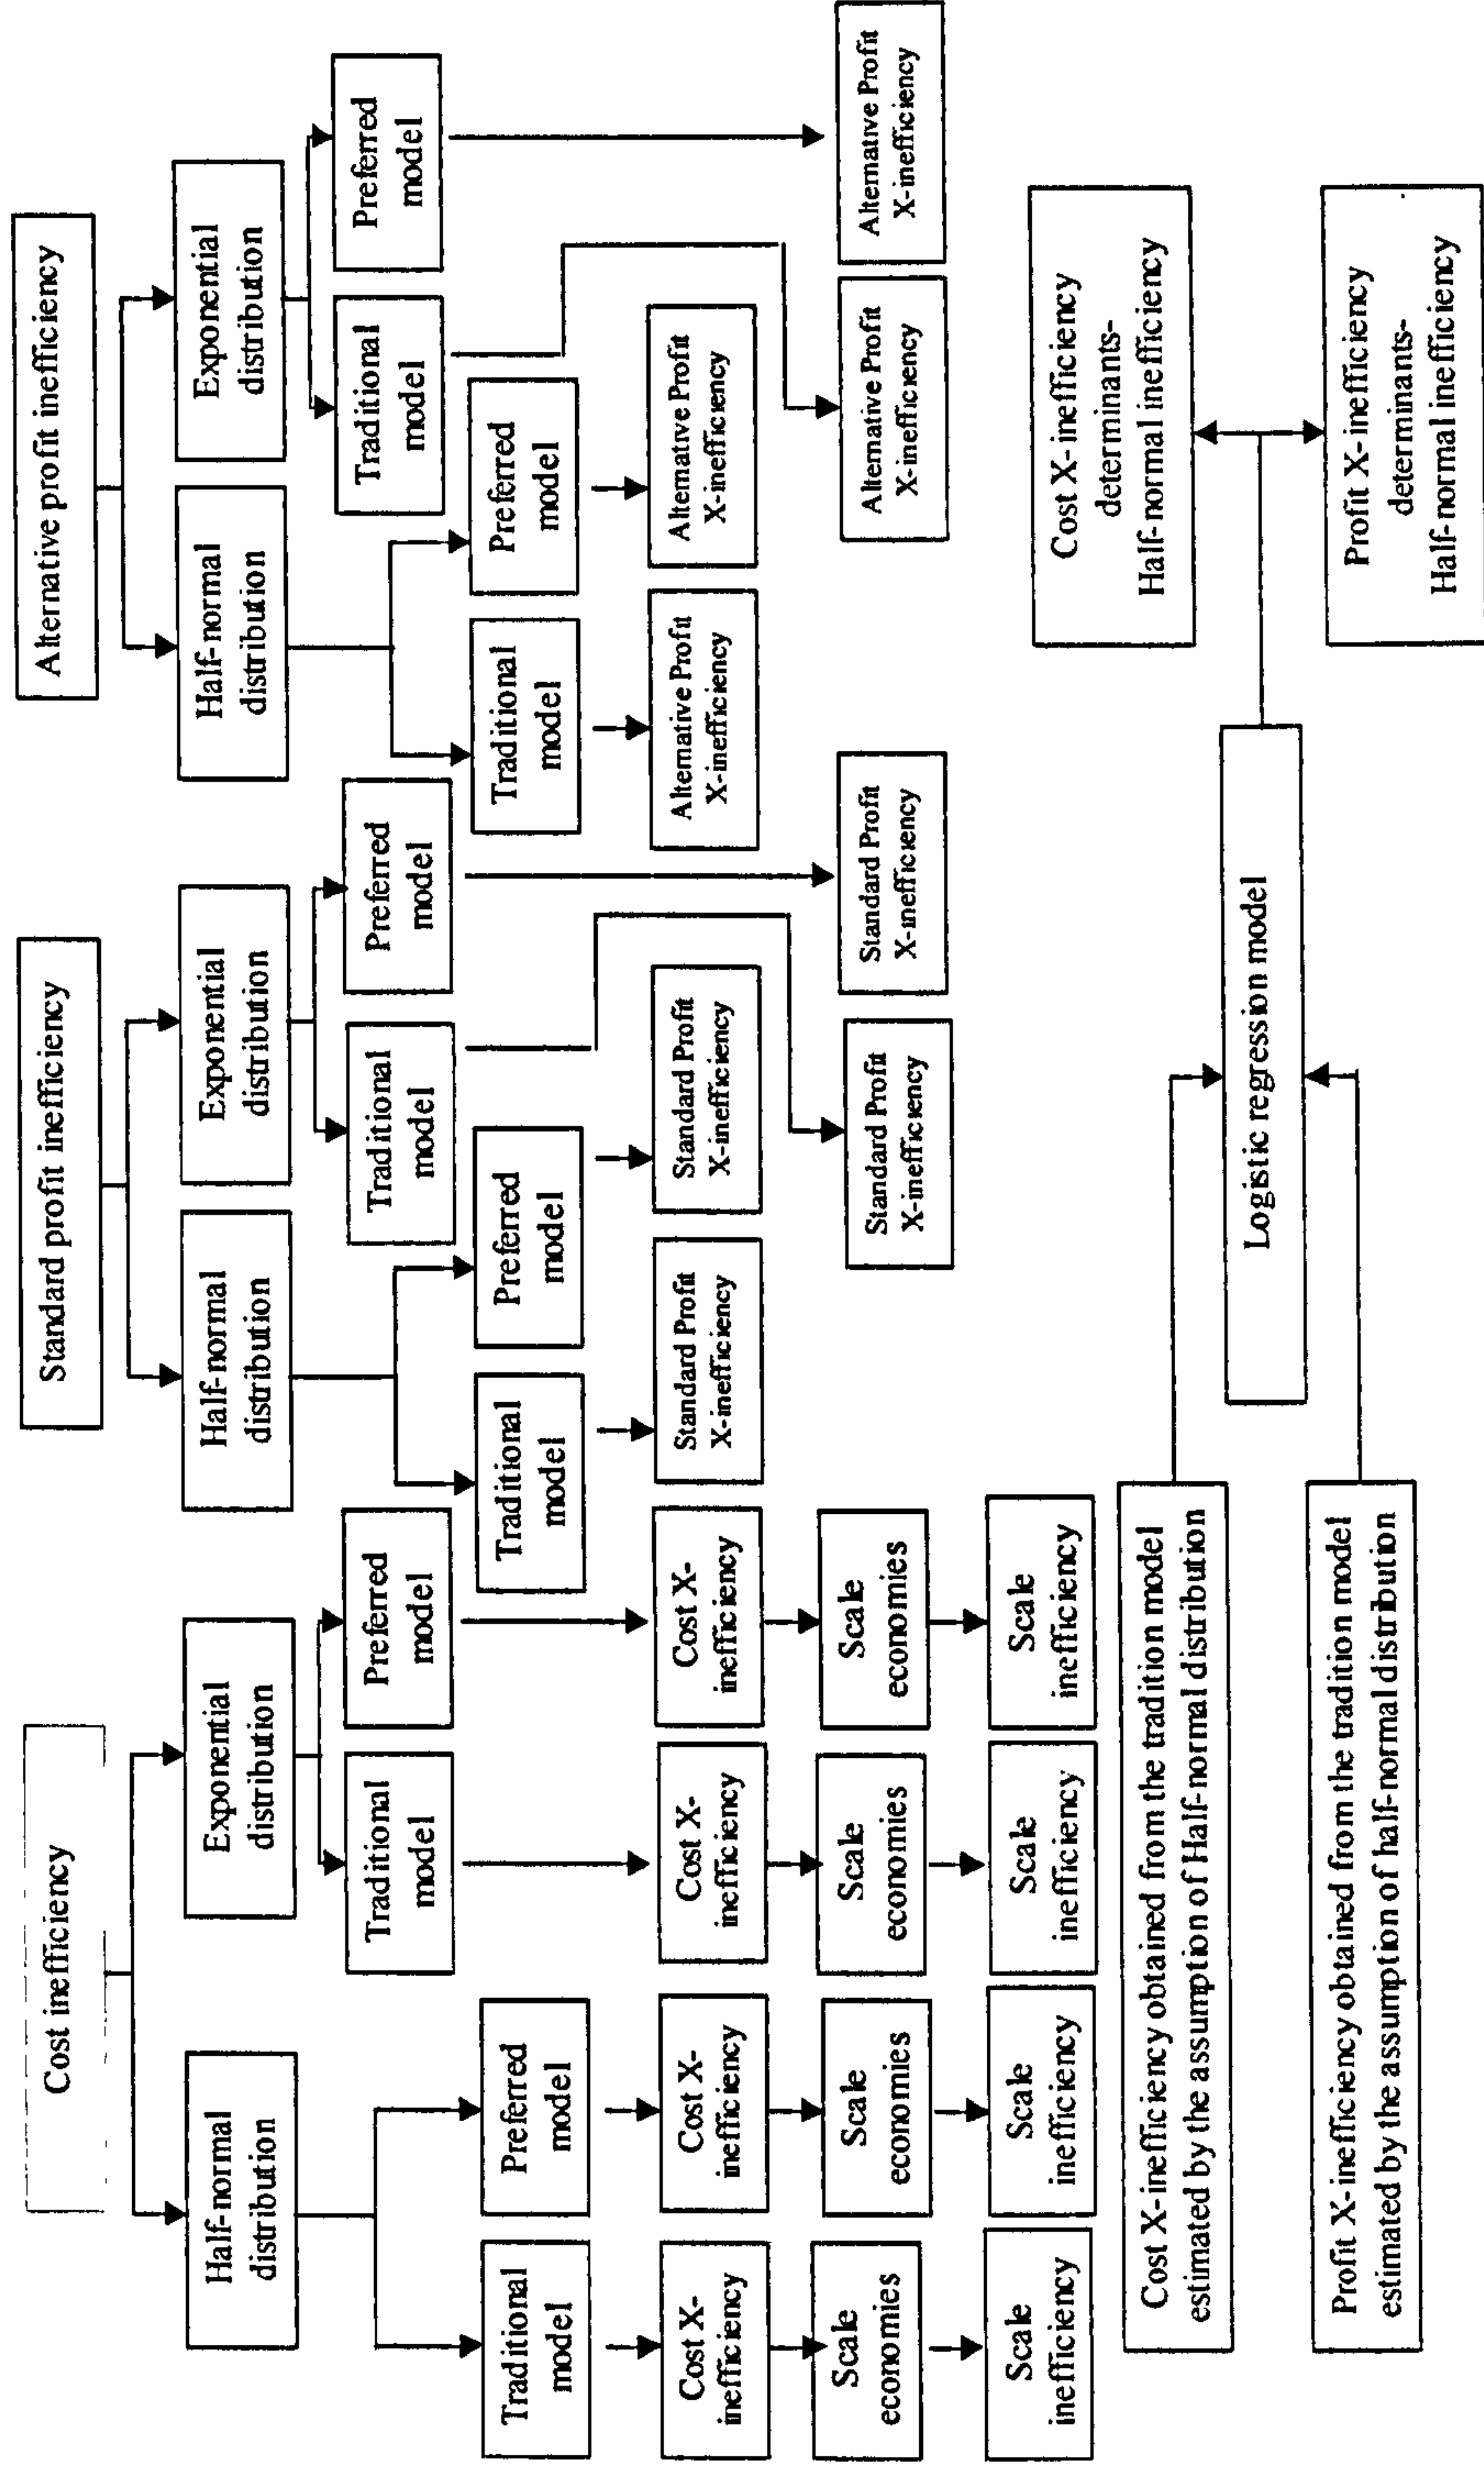 Cost inefficiency
Half-normal
distribution
Exponential
distribution
Traditional
model
Preferred
model
Traditional
model
Preferred
model
Cost X-
inefficiency
Cost X-
inefficiency
Cost X-
inefficiency
Cost X-
inefficiency
Scale
economies
Scale
economies
Scale
economies
Scale
economies
Scale
inefficiency
Scale
inefficiency
Scale
inefficiency
Scale
inefficiency
Standard profit inefficiency
Half-normal
distribution
Exponential
distribution
Traditional
model
Preferred
model
Traditional
model
Preferred
model
Standard Profit
X-inefficiency
Standard Profit
X-inefficiency
Standard Profit
X-inefficiency
Standard Profit
X-inefficiency
Alternative profit inefficiency
Half-normal
distribution
Exponential
distribution
Traditional
model
Preferred
model
Traditional
model
Preferred
model
Alternative Profit
X-inefficiency
Alternative Profit
X-inefficiency
Alternative Profit
X-inefficiency
Alternative Profit
X-inefficiency
Cost X-inefficiency obtained from the tradition model
estimated by the assumption of Half-normal distribution
Profit X-inefficiency obtained from the tradition model
estimated by the assumption of half-normal distribution
Logistic regression model
Cost X-inefficiency
determinants-
Half-normal inefficiency
Profit X-inefficiency
determinants-
Half-normal inefficiency